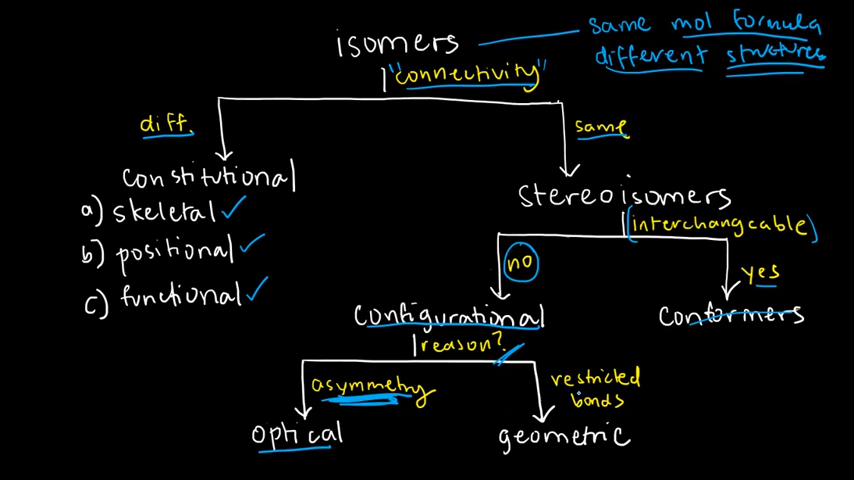 isomers
same mol formula
different structures
"connectivity"
diff.
same
constitutional
a) skeletal
b) positional
c) functional
stereoisomers
(interchangeable)
no
yes
configurational
conformers
reason?
asymmetry
restricted
bonds
optical
geometric